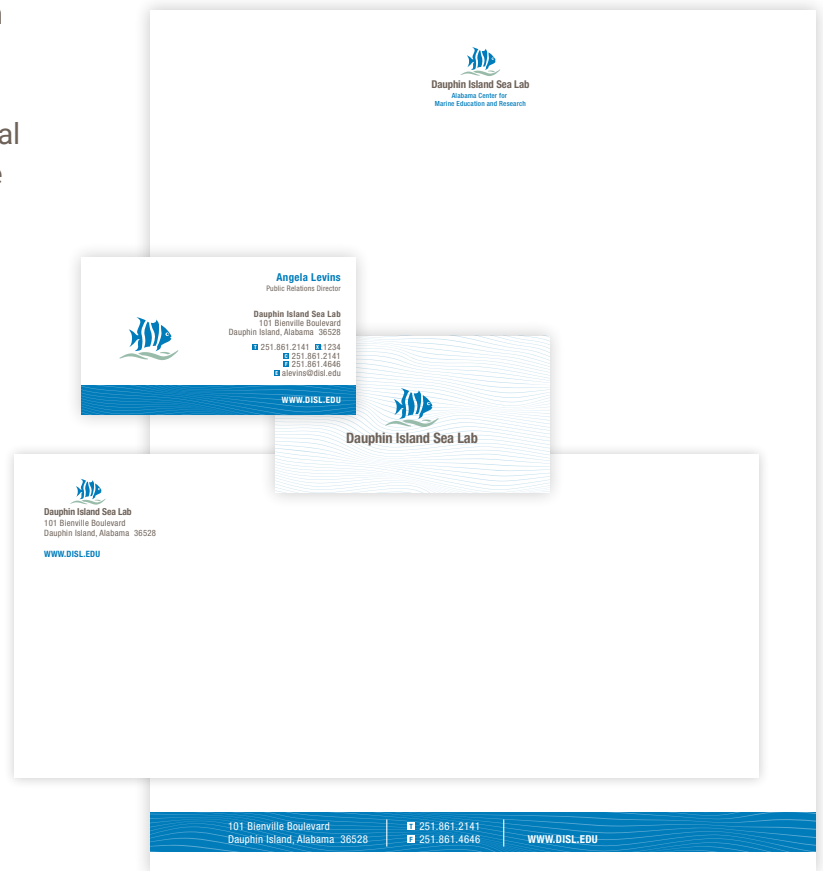 al
Dauphin Island Sea Lab
Alabama Center for
Marine Education and Research
Angela Levins
Public Relations Director
Dauphin Island Sea Lab
101 Bienville Boulevard
Dauphin Island, Alabama 36528
T 251.861.2141 X 1234
C 251.861.2141
F 251.861.4646
E alevins@disl.edu
WWW.DISL.EDU
Dauphin Island Sea Lab
Dauphin Island Sea Lab
101 Bienville Boulevard
Dauphin Island, Alabama 36528
WWW.DISL.EDU
101 Bienville Boulevard
Dauphin Island, Alabama 36528
T 251.861.2141
F 251.861.4646
WWW.DISL.EDU